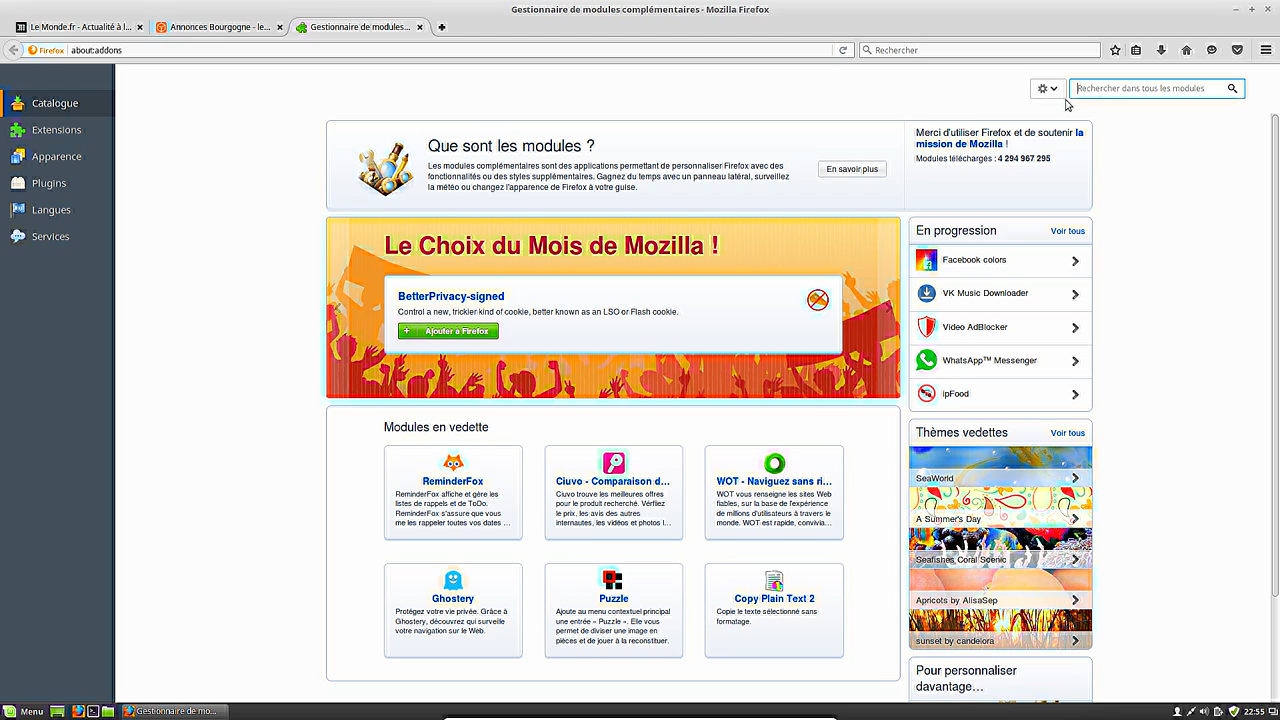 Gestionnaire de modules complémentaires - Mozilla Firefox
Le Monde.fr - Actualité à l...
Annonces Bourgogne - le...
Gestionnaire de modules...
Firefox
about:addons
Rechercher
Catalogue
Extensions
Apparence
Plugins
Langues
Services
Rechercher dans tous les modules
Que sont les modules ?
Les modules complémentaires sont des applications permettant de personnaliser Firefox avec des
fonctionnalités ou des styles supplémentaires. Gagnez du temps avec un panneau latéral, surveillez
la météo ou changez l'apparence de Firefox à votre guise.
En savoir plus
Merci d'utiliser Firefox et de soutenir la
mission de Mozilla !
Modules téléchargés : 4 294 967 295
Le Choix du Mois de Mozilla !
BetterPrivacy-signed
Control a new, trickier kind of cookie, better known as an LSO or Flash cookie.
+ Ajouter à Firefox
En progression
Voir tous
Facebook colors
VK Music Downloader
Video AdBlocker
WhatsApp™ Messenger
ipFood
Modules en vedette
ReminderFox
ReminderFox affiche et gère les
listes de rappels et de ToDo.
ReminderFox s'assure que vous
me les rappeler toutes vos dates ...
Ciuvo - Comparaison d...
Ciuvo trouve les meilleures offres
pour le produit recherché. Vérfiez
le prix, les avis des autres
internautes, les vidéos et photos l...
WOT - Naviguez sans ri...
WOT vous renseigne les sites Web
fiables, sur la base de l'expérience
de millions d'utilisateurs à travers le
monde. WOT est rapide, convivia...
Ghostery
Protégez votre vie privée. Grâce à
Ghostery, découvrez qui surveille
votre navigation sur le Web.
Puzzle
Ajoute au menu contextuel principal
une entrée « Puzzle ». Elle vous
permet de diviser une image en
pièces et de jouer à la reconstituer.
Copy Plain Text 2
Copie le texte sélectionné sans
formatage.
Thèmes vedettes
Voir tous
SeaWorld
A Summer's Day
Seafishes Coral Scenic
Apricots by AlisaSep
sunset by candelora
Pour personnaliser
davantage...
Menu
Gestionnaire de mo...
22:55